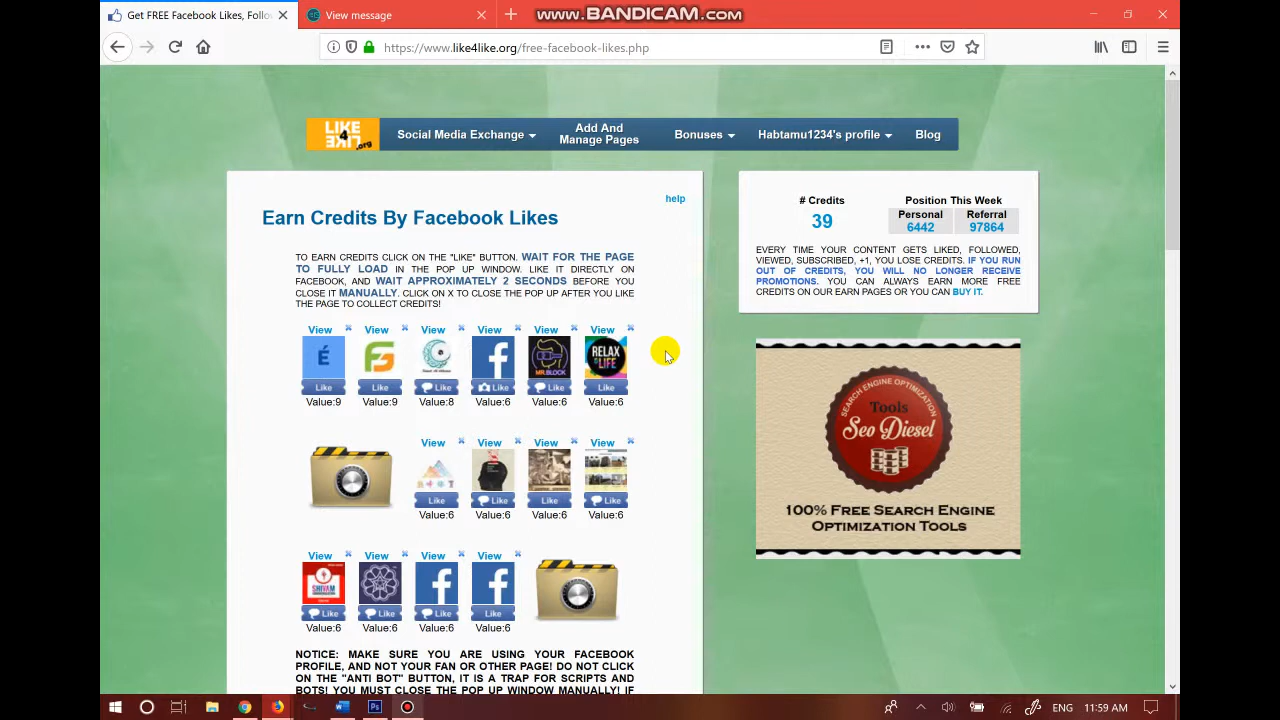 Get FREE Facebook Likes, Follo
View message
www.BANDICAM.com
https://www.like4like.org/free-facebook-likes.php
LIKE 4 LIKE .org
Social Media Exchange
Add And
Manage Pages
Bonuses
Habtamu1234's profile
Blog
help
Earn Credits By Facebook Likes
TO EARN CREDITS CLICK ON THE "LIKE" BUTTON. WAIT FOR THE PAGE
TO FULLY LOAD IN THE POP UP WINDOW. LIKE IT DIRECTLY ON
FACEBOOK, AND WAIT APPROXIMATELY 2 SECONDS BEFORE YOU
CLOSE IT MANUALLY. CLICK ON X TO CLOSE THE POP UP AFTER YOU LIKE
THE PAGE TO COLLECT CREDITS!
View View View View View View
É MR.BLOCK RELAX LIFE
Like Like Like Like Like Like
Value:9 Value:9 Value:8 Value:6 Value:6 Value:6
View View View View
Like Like Like Like
Value:6 Value:6 Value:6 Value:6
View View View View
SHIVAM
Like Like Like Like
Value:6 Value:6 Value:6 Value:6
NOTICE: MAKE SURE YOU ARE USING YOUR FACEBOOK
PROFILE, AND NOT YOUR FAN OR OTHER PAGE! DO NOT CLICK
ON THE "ANTI BOT" BUTTON, IT IS A TRAP FOR SCRIPTS AND
BOTS! YOU MUST CLOSE THE POP UP WINDOW MANUALLY! IF
# Credits
39
Position This Week
Personal Referral
6442 97864
EVERY TIME YOUR CONTENT GETS LIKED, FOLLOWED,
VIEWED, SUBSCRIBED, +1, YOU LOSE CREDITS. IF YOU RUN
OUT OF CREDITS, YOU WILL NO LONGER RECEIVE
PROMOTIONS. YOU CAN ALWAYS EARN MORE FREE
CREDITS ON OUR EARN PAGES OR YOU CAN BUY IT.
SEARCH ENGINE OPTIMIZATION
Tools
Seo Diesel
100% FREE SEARCH ENGINE
OPTIMIZATION TOOLS
ENG
11:59 AM